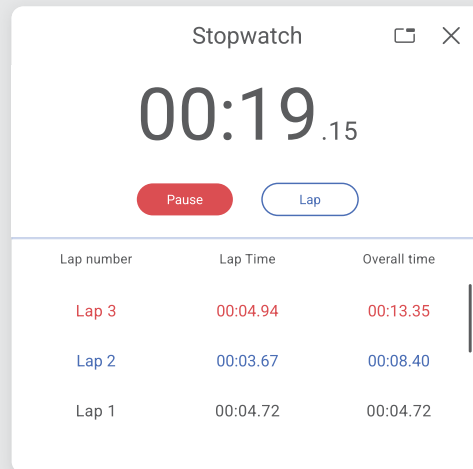 Stopwatch
00:19.15
Pause Lap
Lap number Lap Time Overall time
Lap 3 00:04.94 00:13.35
Lap 2 00:03.67 00:08.40
Lap 1 00:04.72 00:04.72